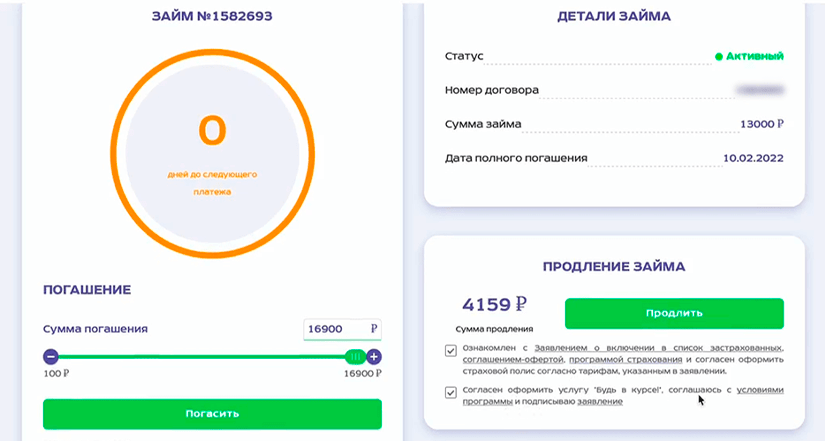 ЗАЙМ №1582693
0
дней до следующего
платежа
ПОГАШЕНИЕ
Сумма погашения
16900 ₽
100 ₽
16900 ₽
Погасить
ДЕТАЛИ ЗАЙМА
Статус
Активный
Номер договора
Сумма займа
13000 ₽
Дата полного погашения
10.02.2022
ПРОДЛЕНИЕ ЗАЙМА
4159 ₽
Сумма продления
Продлить
Ознакомлен с Заявлением о включении в список застрахованных,
соглашением-офертой, программой страхования и согласен оформить
страховой полис согласно тарифам, указанным в заявлении.
Согласен оформить услугу "Будь в курсе!", соглашаюсь с условиями
программы и подписываю заявление